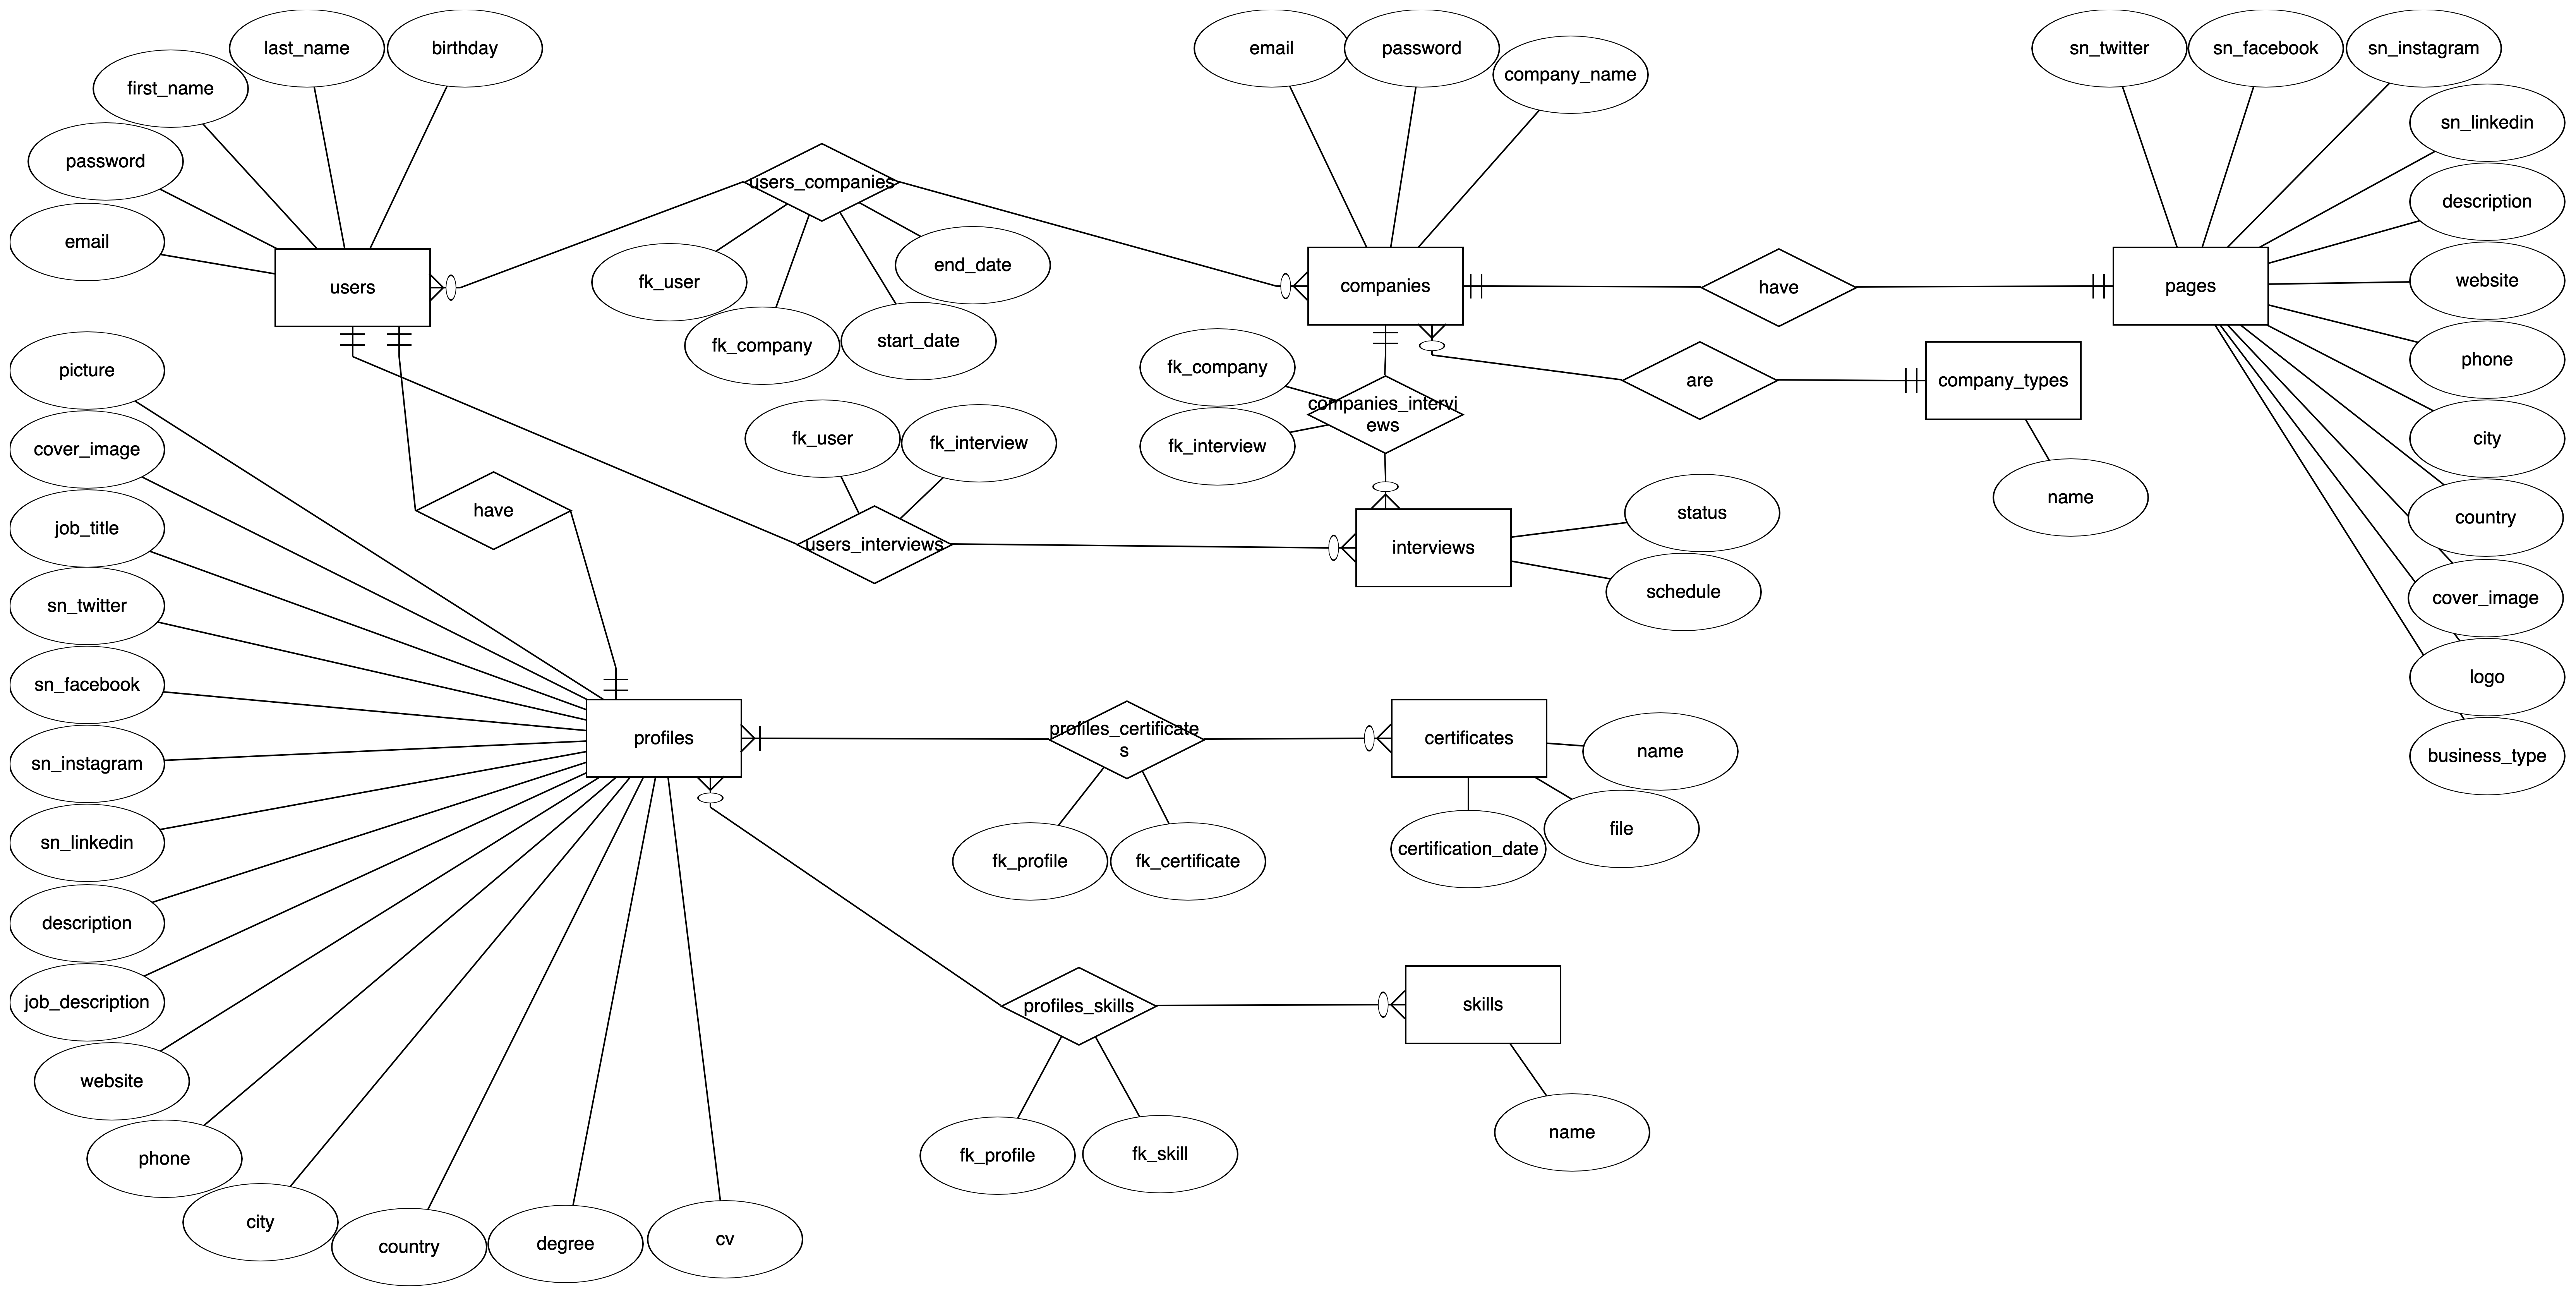 last_name
birthday
first_name
password
email
users
users_companies
fk_user
fk_company
start_date
end_date
email
password
company_name
companies
have
pages
sn_twitter
sn_facebook
sn_instagram
sn_linkedin
description
website
phone
city
country
cover_image
logo
business_type
are
company_types
name
fk_company
fk_interview
companies_intervi
ews
fk_user
fk_interview
users_interviews
interviews
status
schedule
have
picture
cover_image
job_title
sn_twitter
sn_facebook
sn_instagram
sn_linkedin
description
job_description
website
phone
city
country
degree
cv
profiles
profiles_certificate
s
fk_profile
fk_certificate
certificates
name
file
certification_date
profiles_skills
fk_profile
fk_skill
skills
name